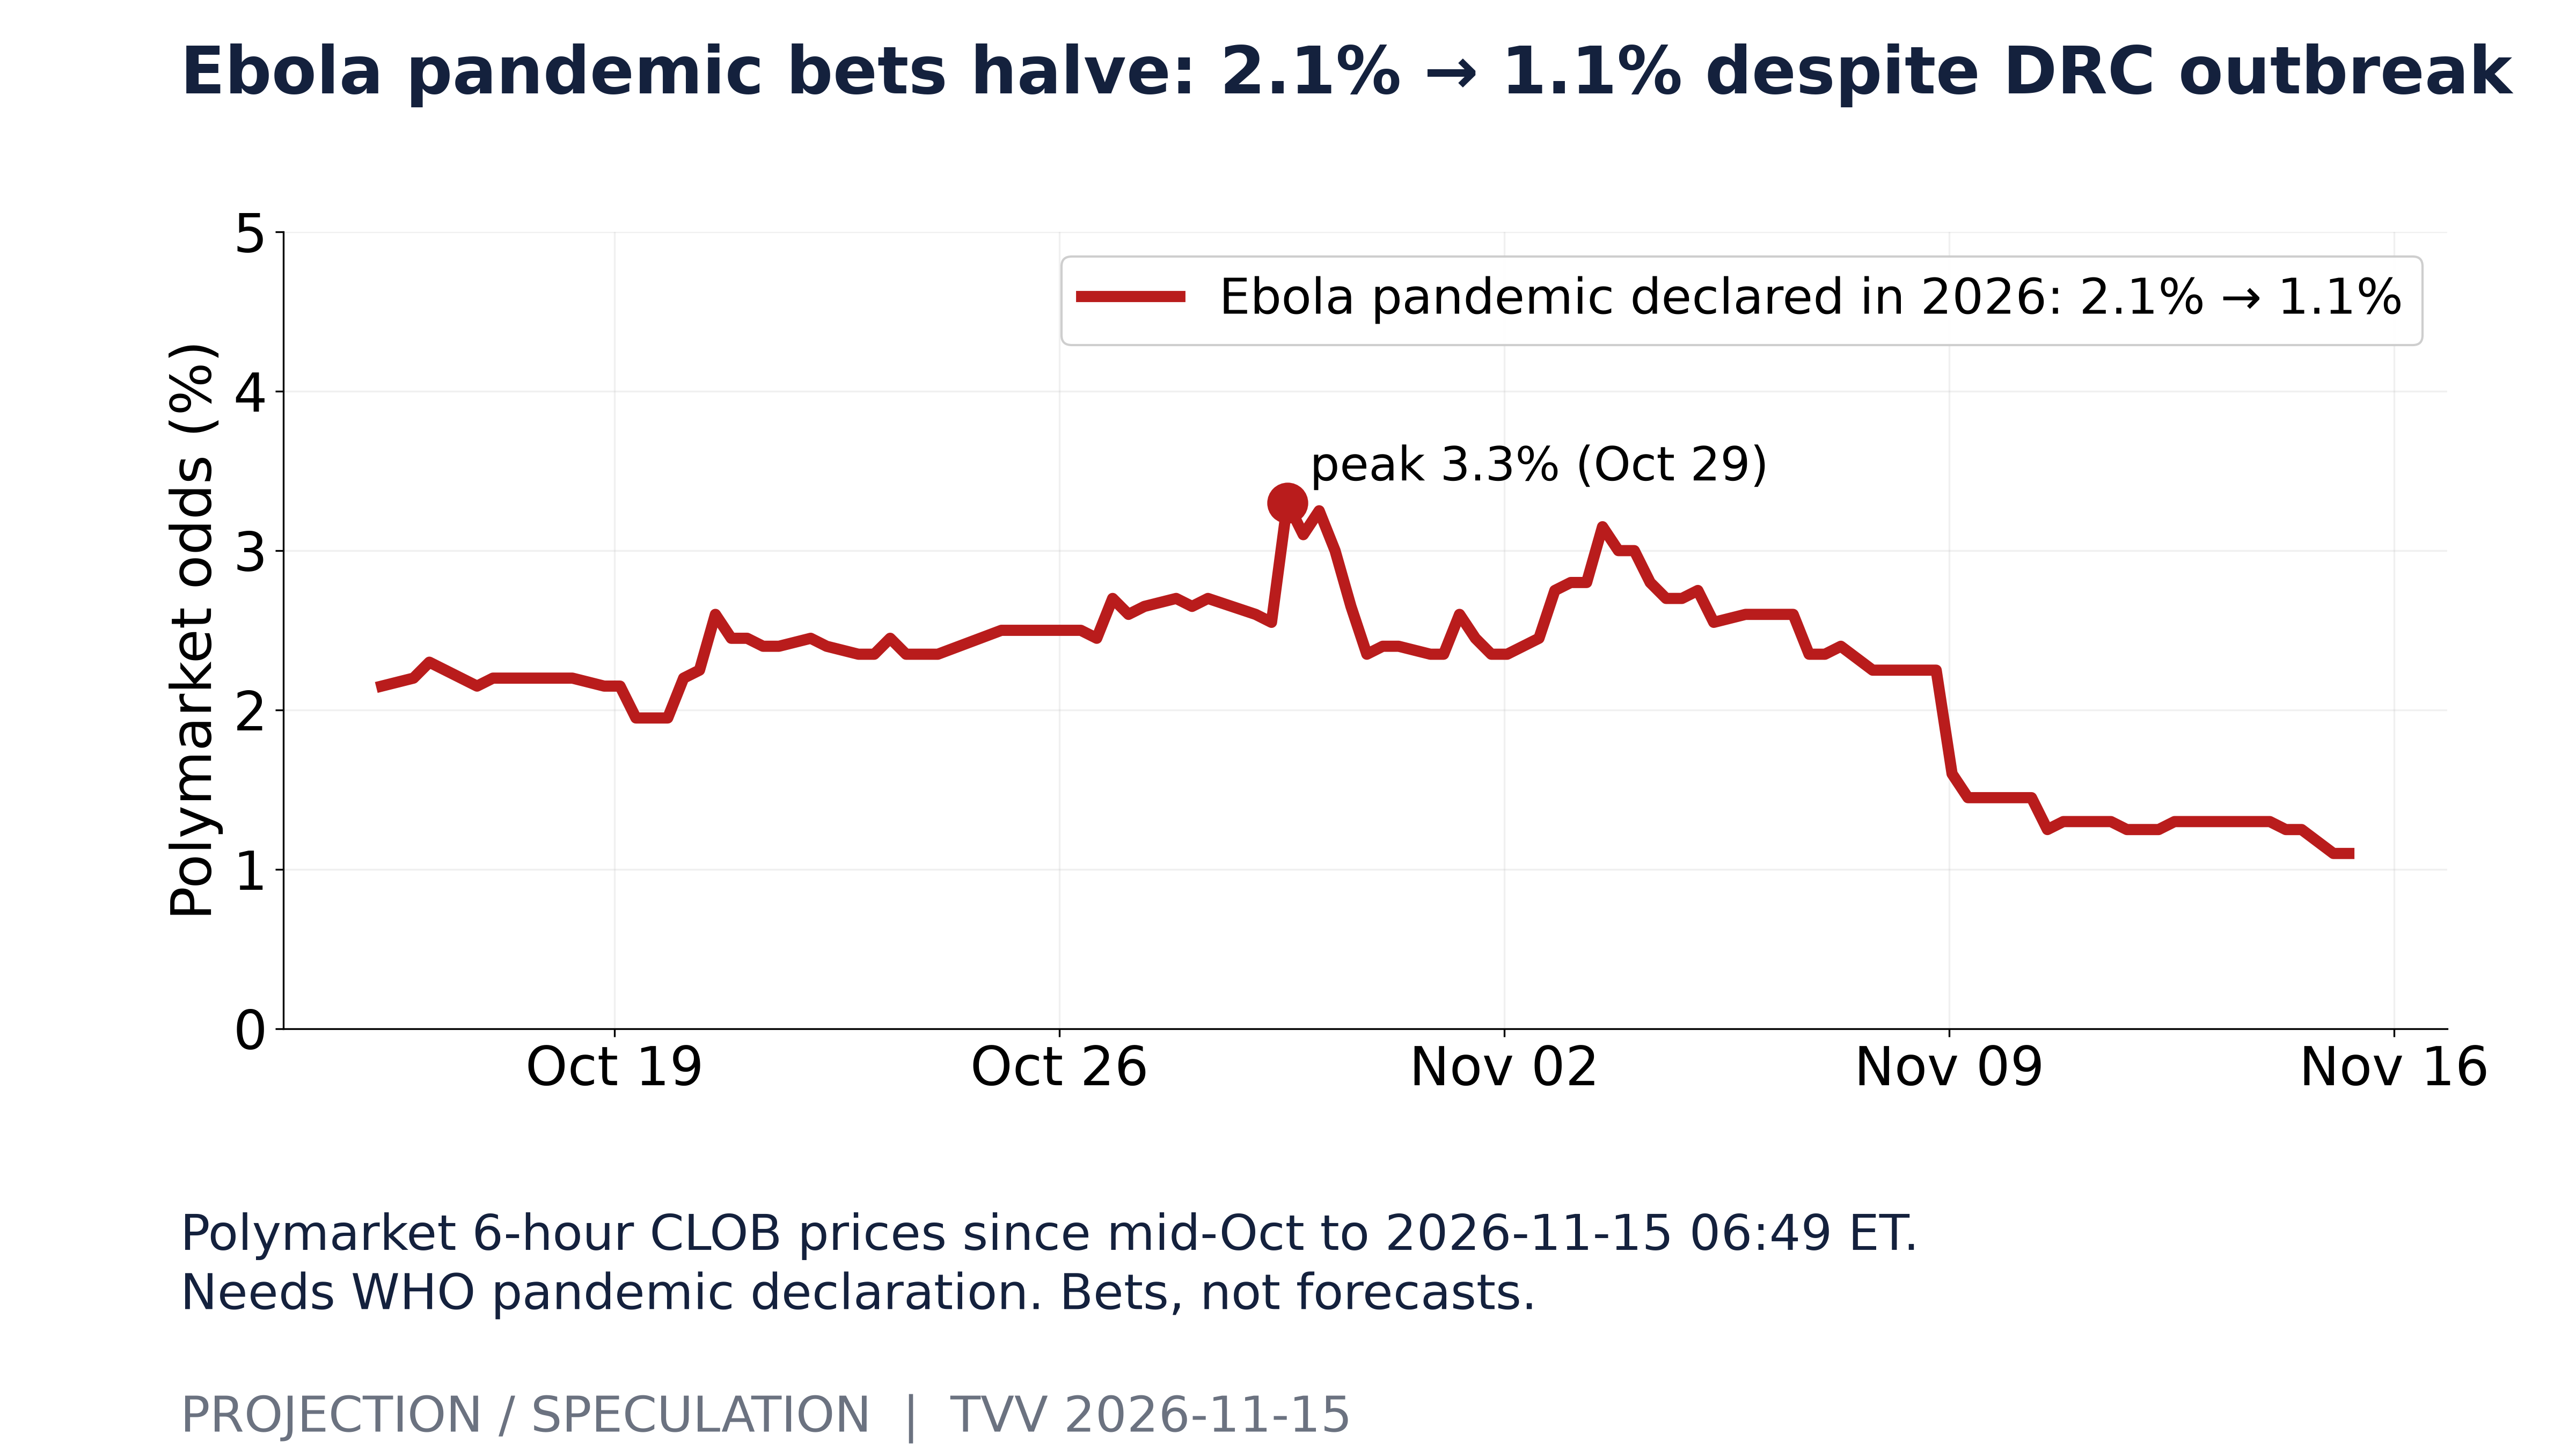 Ebola pandemic bets halve: 2.1% → 1.1% despite DRC outbreak
Polymarket odds (%)
5
4
3
2
1
0
Ebola pandemic declared in 2026: 2.1% → 1.1%
peak 3.3% (Oct 29)
Oct 19
Oct 26
Nov 02
Nov 09
Nov 16
Polymarket 6-hour CLOB prices since mid-Oct to 2026-11-15 06:49 ET.
Needs WHO pandemic declaration. Bets, not forecasts.
PROJECTION / SPECULATION | TVV 2026-11-15